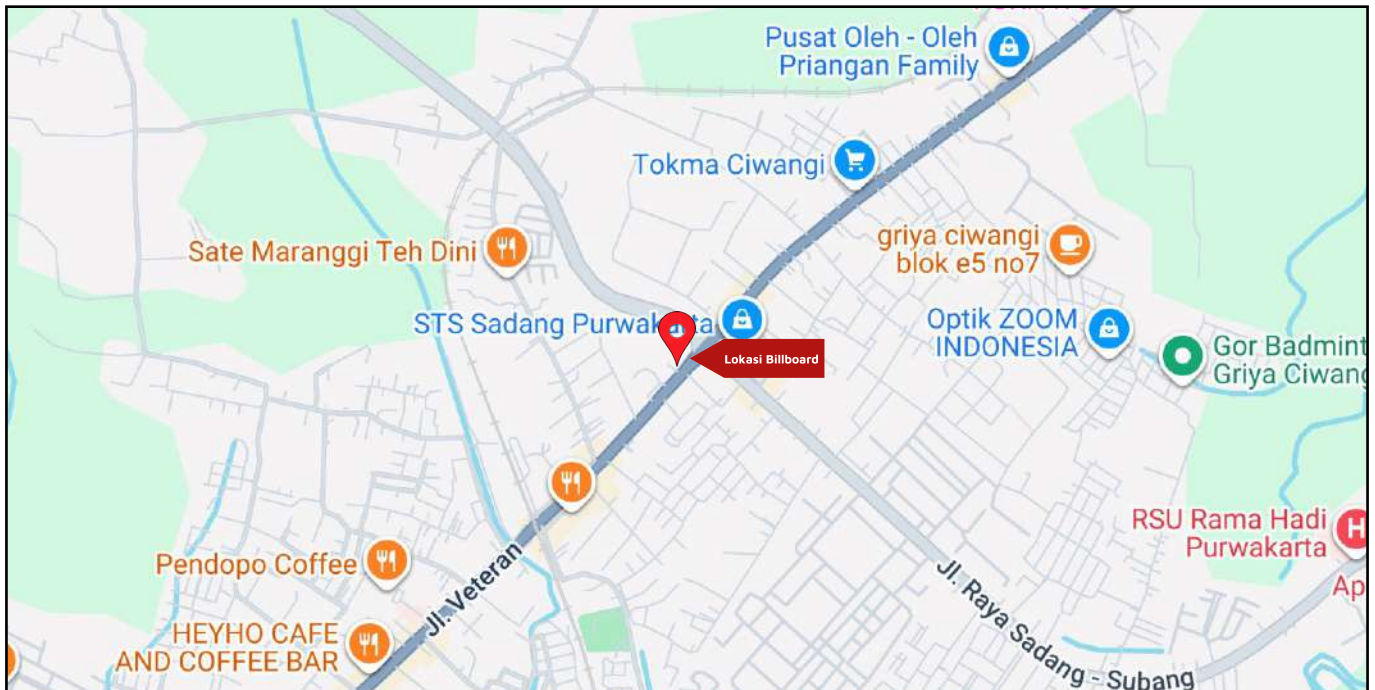 Pusat Oleh - Oleh
Priangan Family
Tokma Ciwangi
Sate Maranggi Teh Dini
griya ciwangi
blok e5 no7
STS Sadang Purwakarta
Optik ZOOM
INDONESIA
Lokasi Billboard
Gor Badmint
Griya Ciwang
RSU Rama Hadi
Purwakarta
H
Ap
Pendopo Coffee
Jl. Veteran
Jl. Raya Sadang - Subang
HEYHO CAFE
AND COFFEE BAR